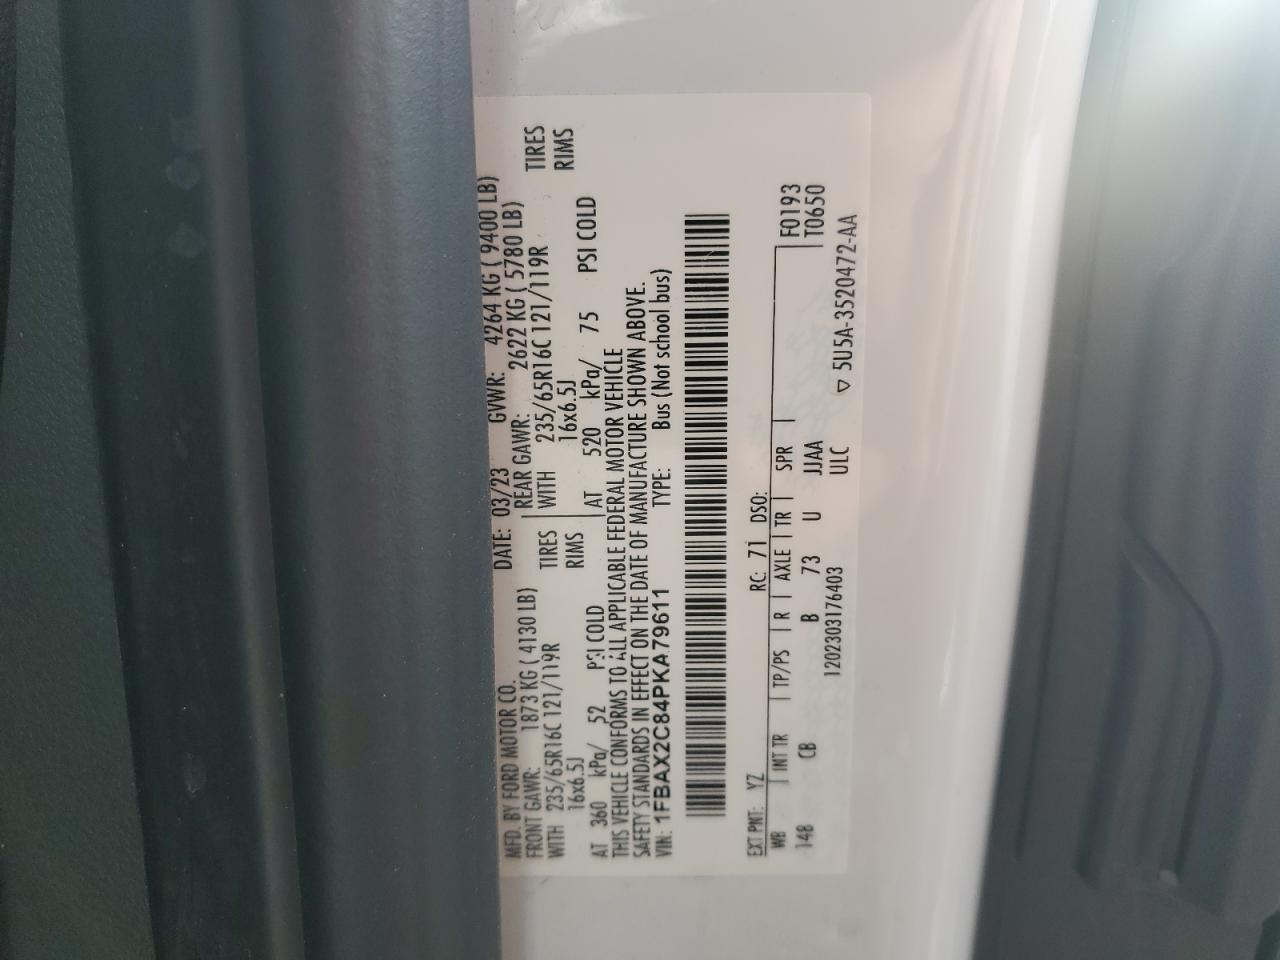 MFD. BY FORD MOTOR CO.
DATE: 03/23 GVWR: 4264 KG ( 9400 LB)
FRONT GAWR: 1873 KG ( 4130 LB) REAR GAWR: 2622 KG ( 5780 LB)
WITH 235/65R16C 121/119R TIRES WITH 235/65R16C 121/119R TIRES
16x6.5J RIMS 16x6.5J RIMS
AT 360 kPa/ 52 PSI COLD AT 520 kPa/ 75 PSI COLD
THIS VEHICLE CONFORMS TO ALL APPLICABLE FEDERAL MOTOR VEHICLE
SAFETY STANDARDS IN EFFECT ON THE DATE OF MANUFACTURE SHOWN ABOVE.
VIN: 1FBAX2C84PKA79611 TYPE: Bus (Not school bus)
EXT PNT: YZ RC: 71 DSO:
WB INT TR TP/PS R AXLE TR SPR F0193
148 CB B 73 U JJAA T0650
1202303176403 ULC
▽ 5U5A-3520472-AA